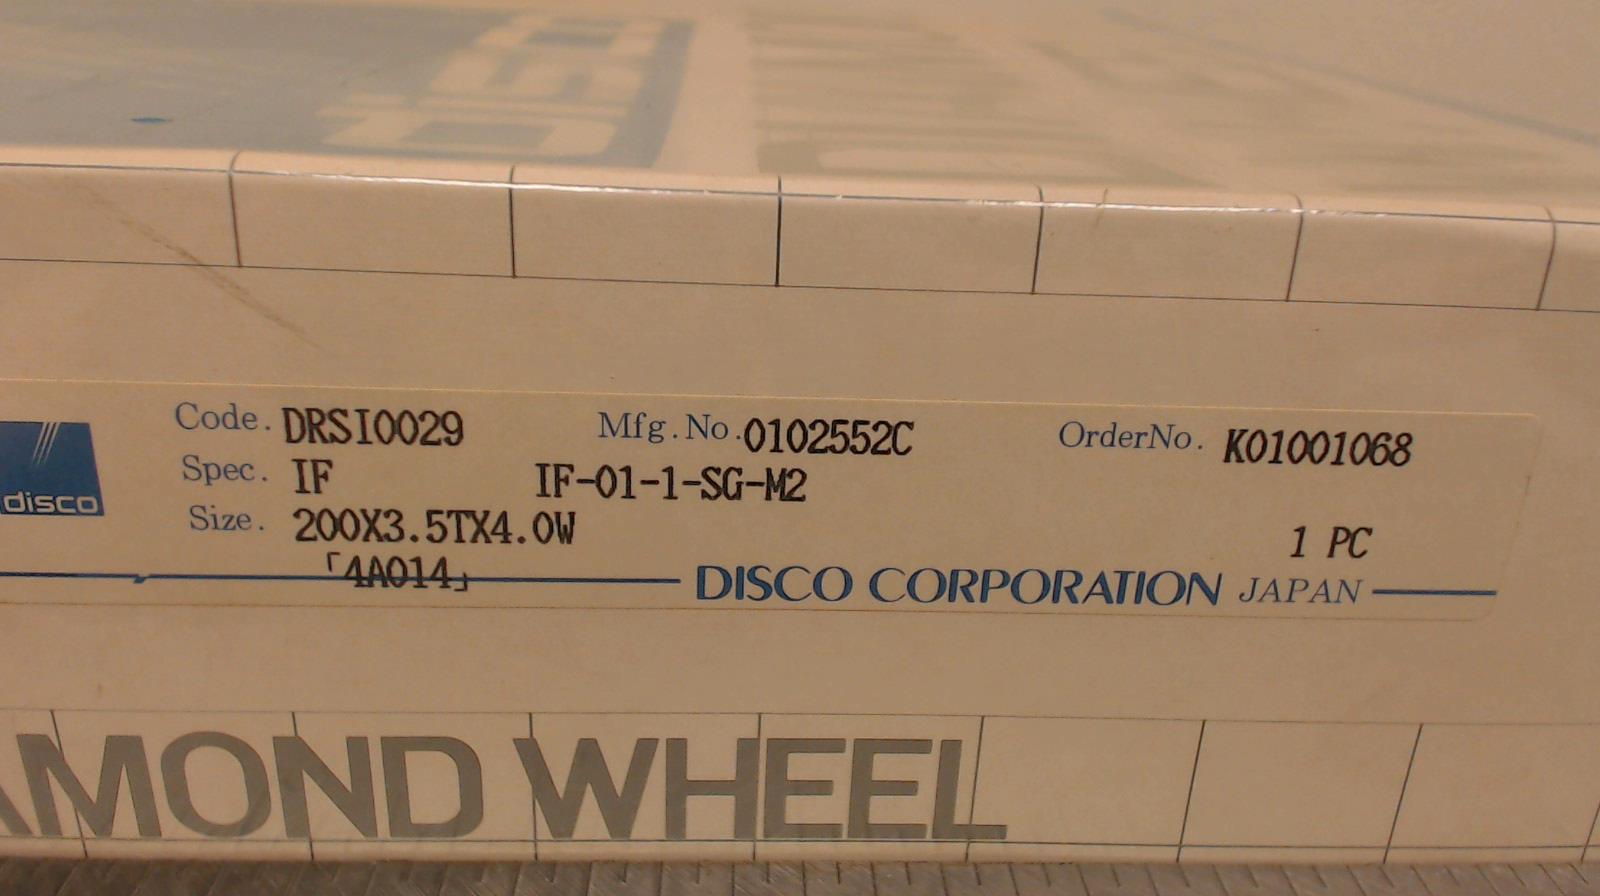 disco
Code. DRSI0029 Mfg.No. 0102552C OrderNo. K01001068
Spec. IF IF-01-1-SG-M2
Size. 200X3.5TX4.0W 1 PC
「4A014」
DISCO CORPORATION JAPAN
AMOND WHEEL